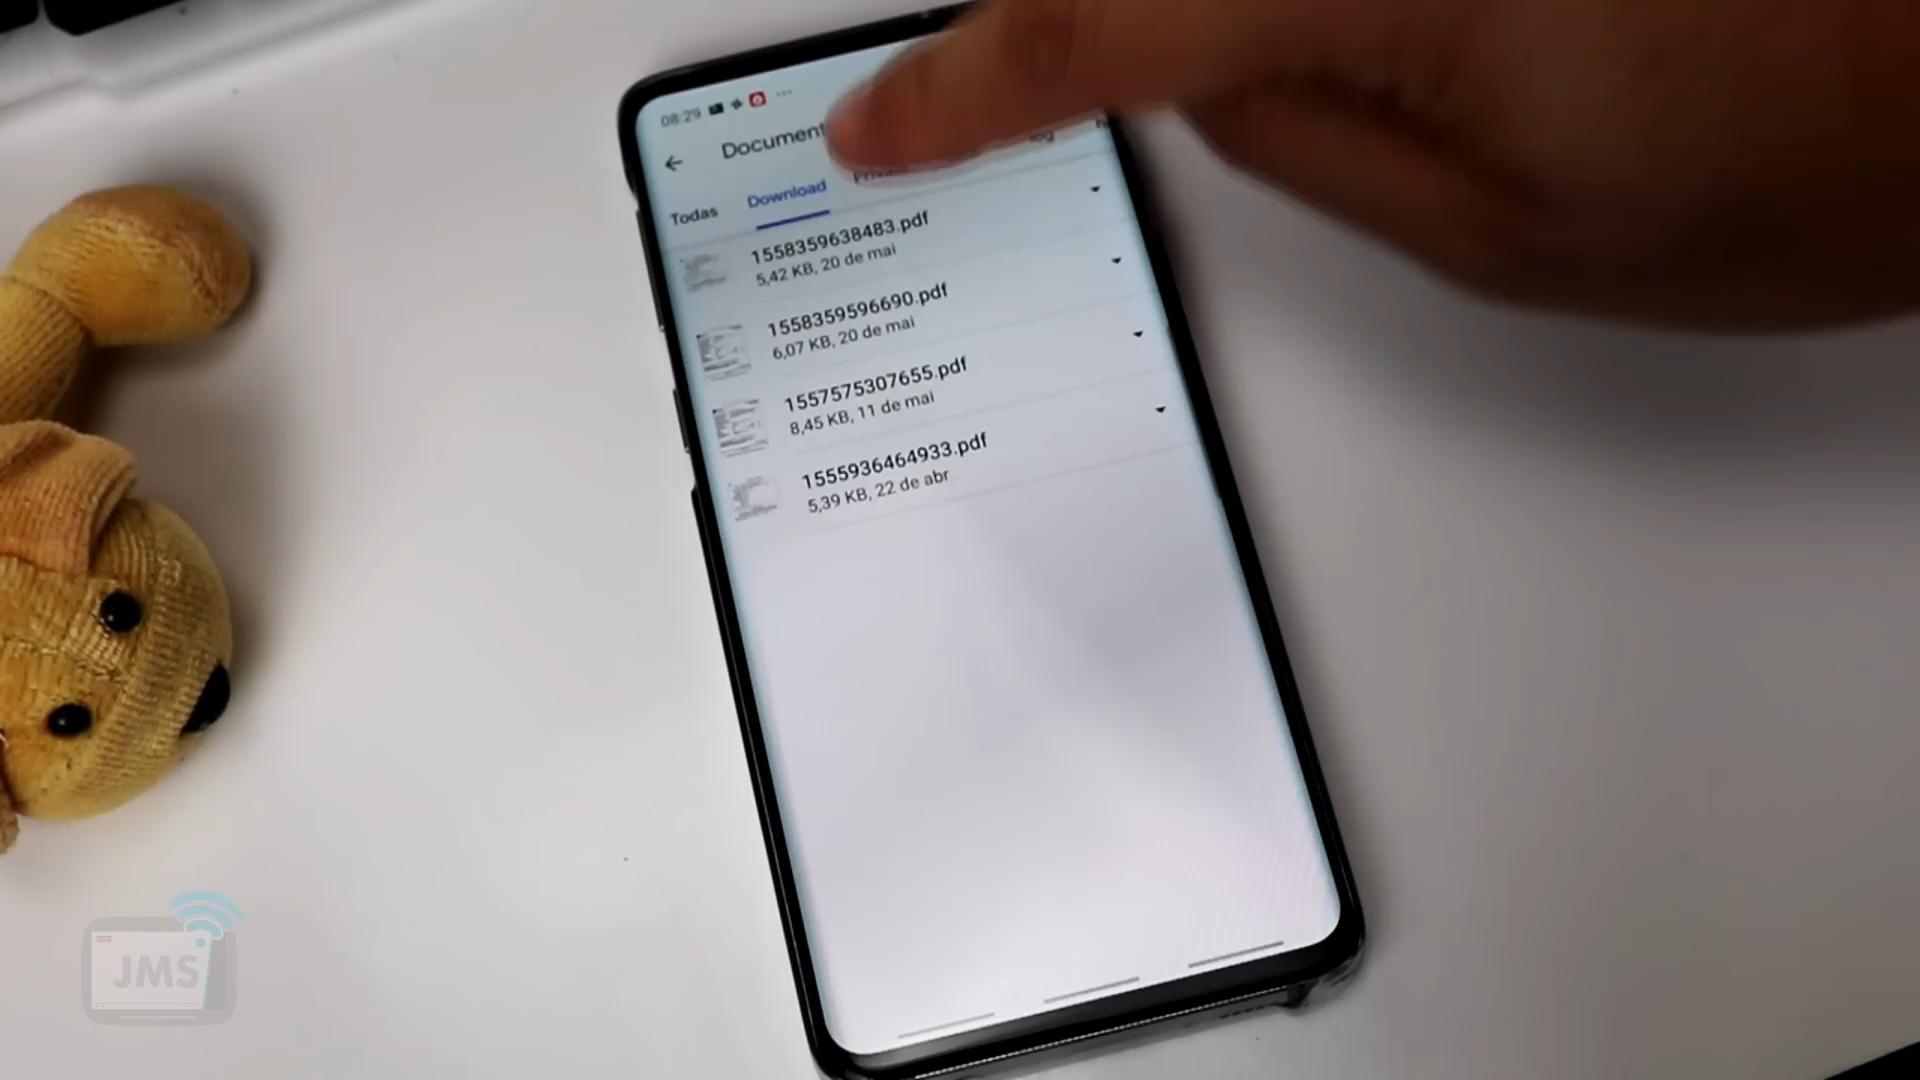 08:29
Document
Todas Download
1558359638483.pdf
5,42 KB, 20 de mai
1558359596690.pdf
6,07 KB, 20 de mai
1557575307655.pdf
8,45 KB, 11 de mai
1555936464933.pdf
5,39 KB, 22 de abr
JMS